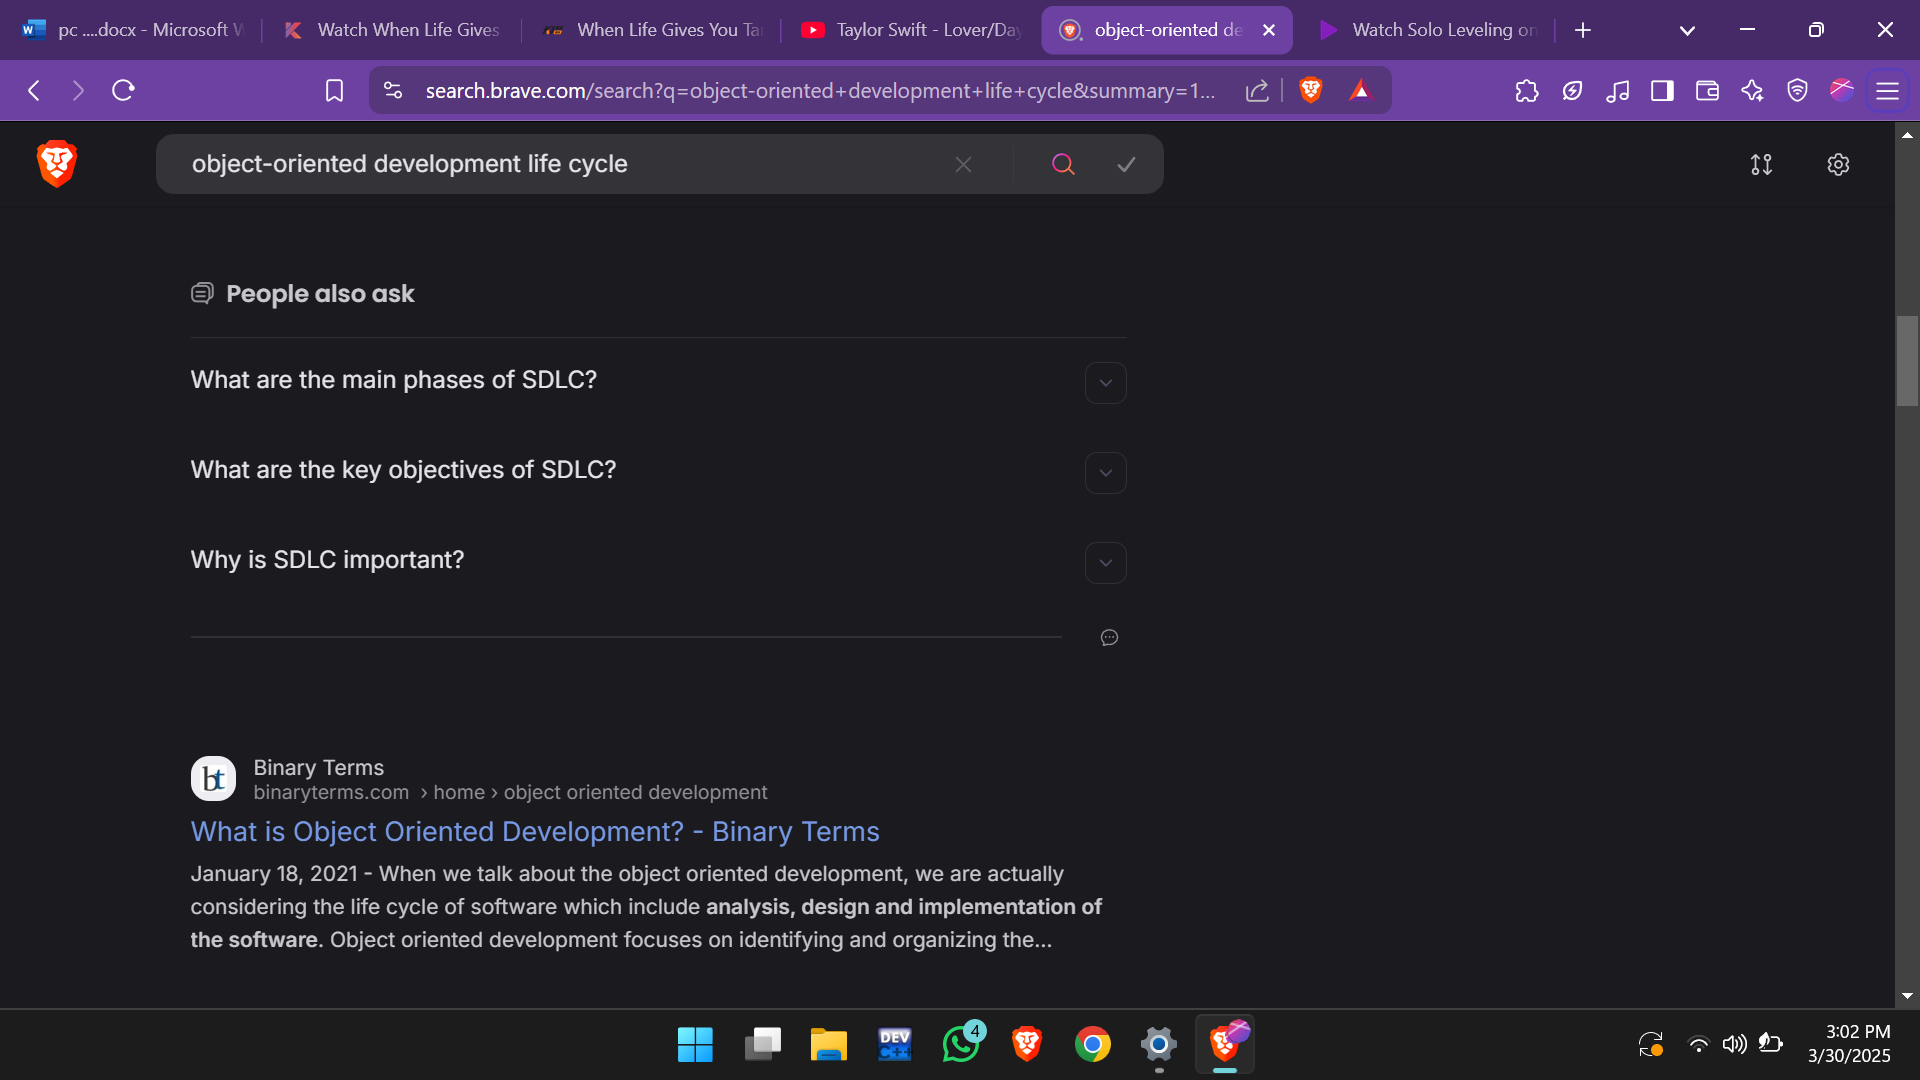 pc ....docx - Microsoft W
Watch When Life Gives
When Life Gives You Tan
Taylor Swift - Lover/Day
object-oriented de
Watch Solo Leveling on
search.brave.com/search?q=object-oriented+development+life+cycle&summary=1...
object-oriented development life cycle
People also ask
What are the main phases of SDLC?
What are the key objectives of SDLC?
Why is SDLC important?
bt
Binary Terms
binaryterms.com › home › object oriented development
What is Object Oriented Development? - Binary Terms
January 18, 2021 - When we talk about the object oriented development, we are actually
considering the life cycle of software which include analysis, design and implementation of
the software. Object oriented development focuses on identifying and organizing the...
DEV
C++
4
3:02 PM
3/30/2025